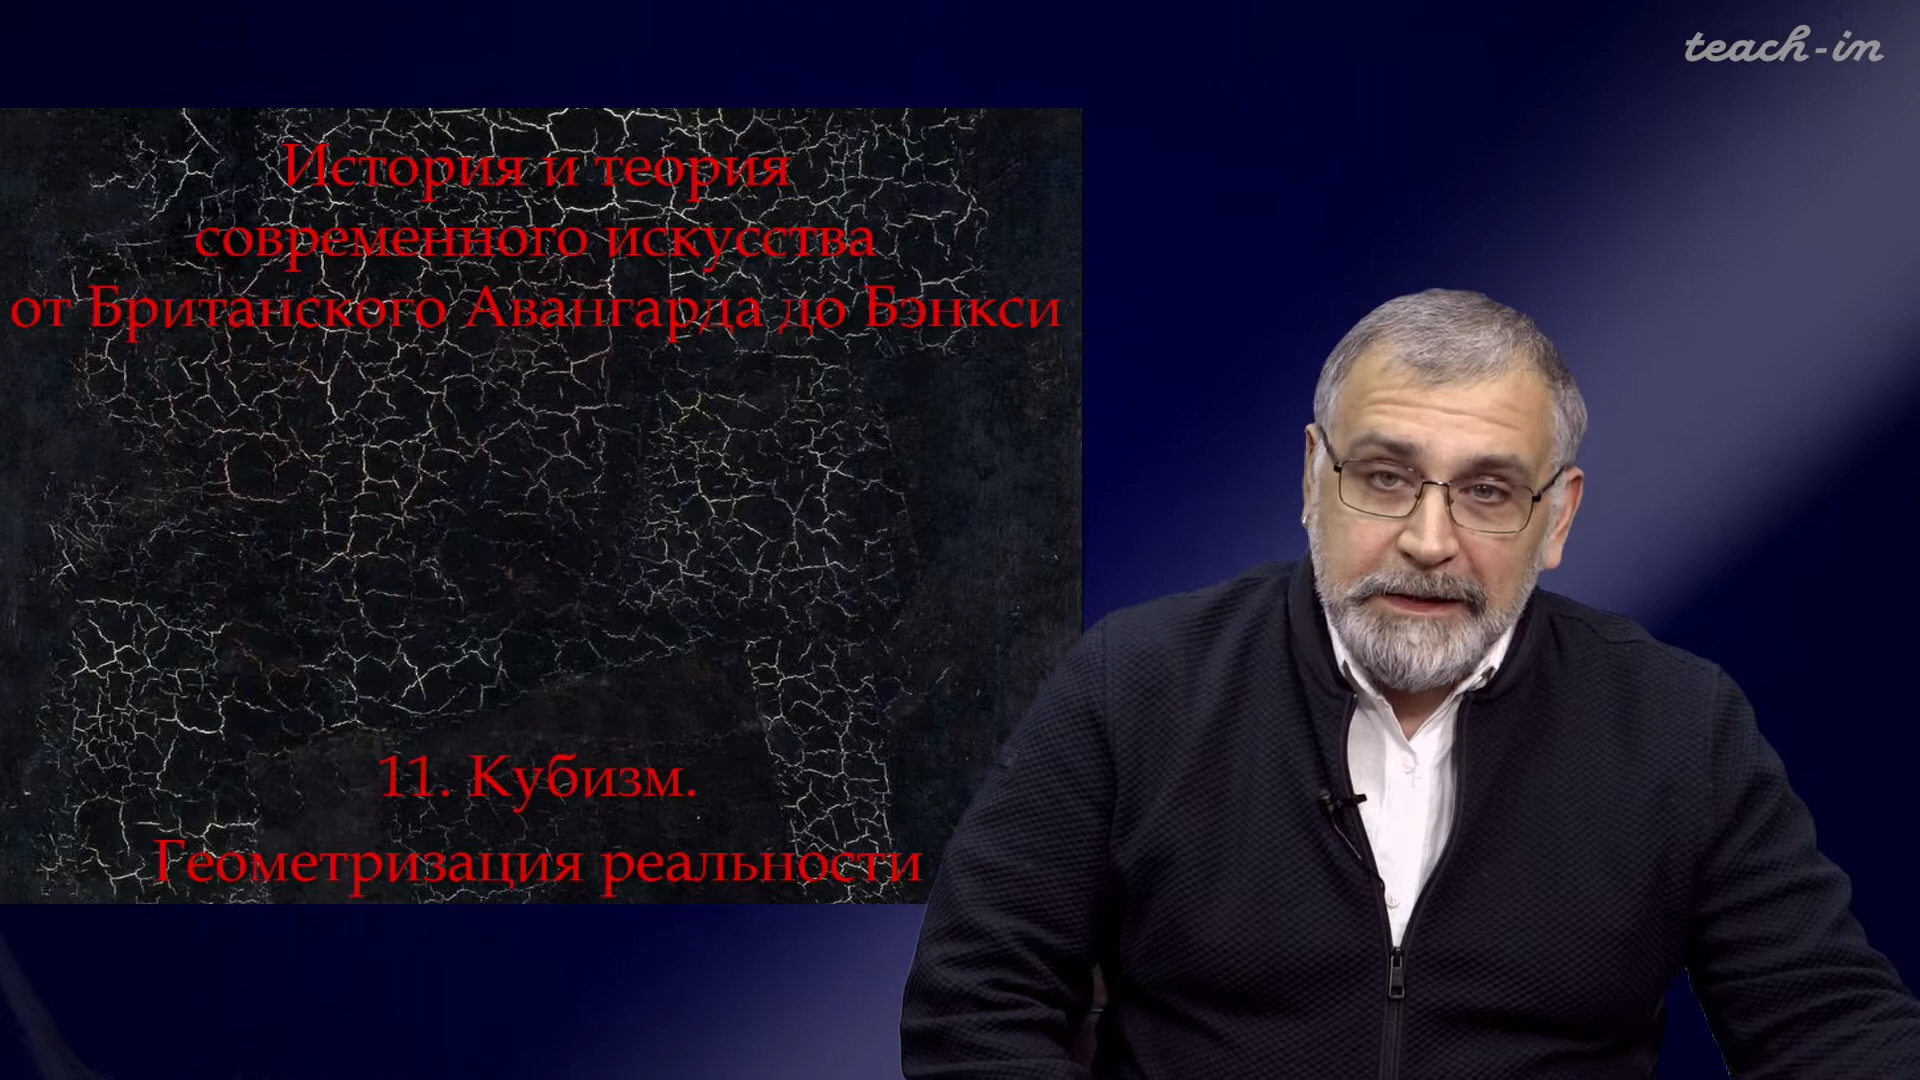 teach-in
История и теория
современного искусства
от Британского Авангарда до Бэнкси
11. Кубизм.
Геометризация реальности